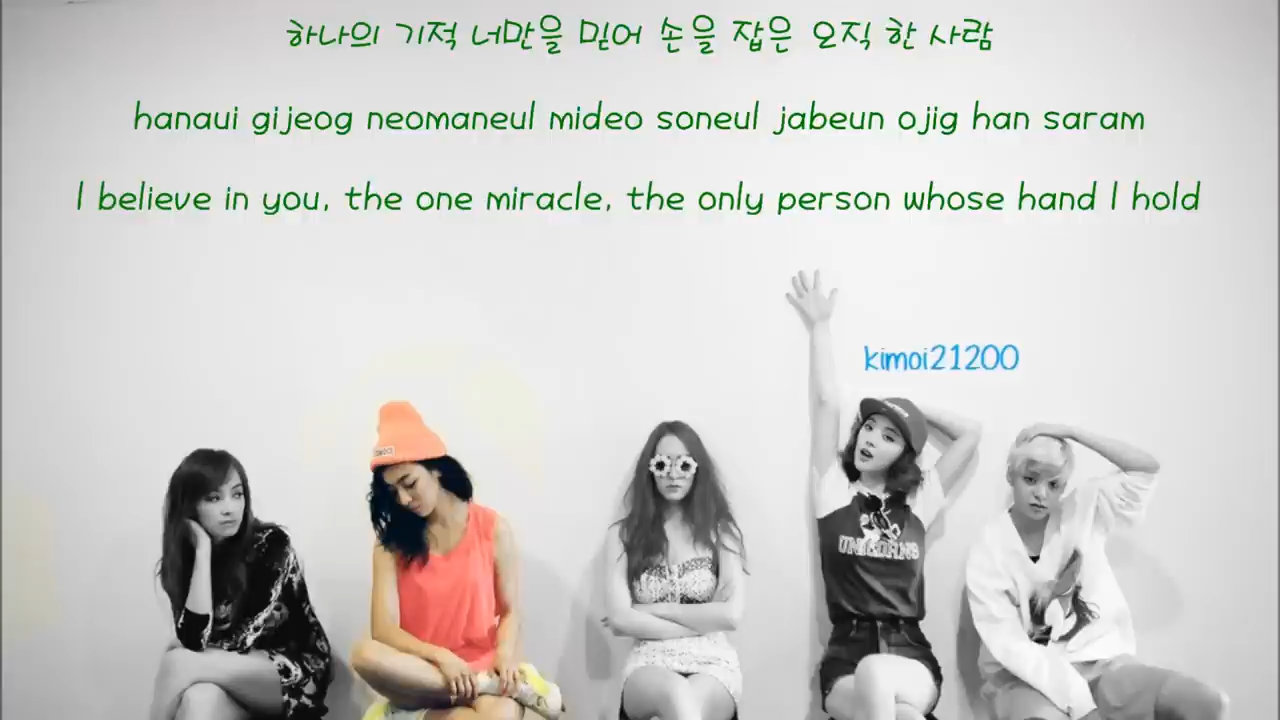 하나의 기적 너만을 믿어 손을 잡은 오직 한 사람
hanaui gijeog neomaneul mideo soneul jabeun ojig han saram
I believe in you, the one miracle, the only person whose hand I hold
kimoi21200
UNICORNS